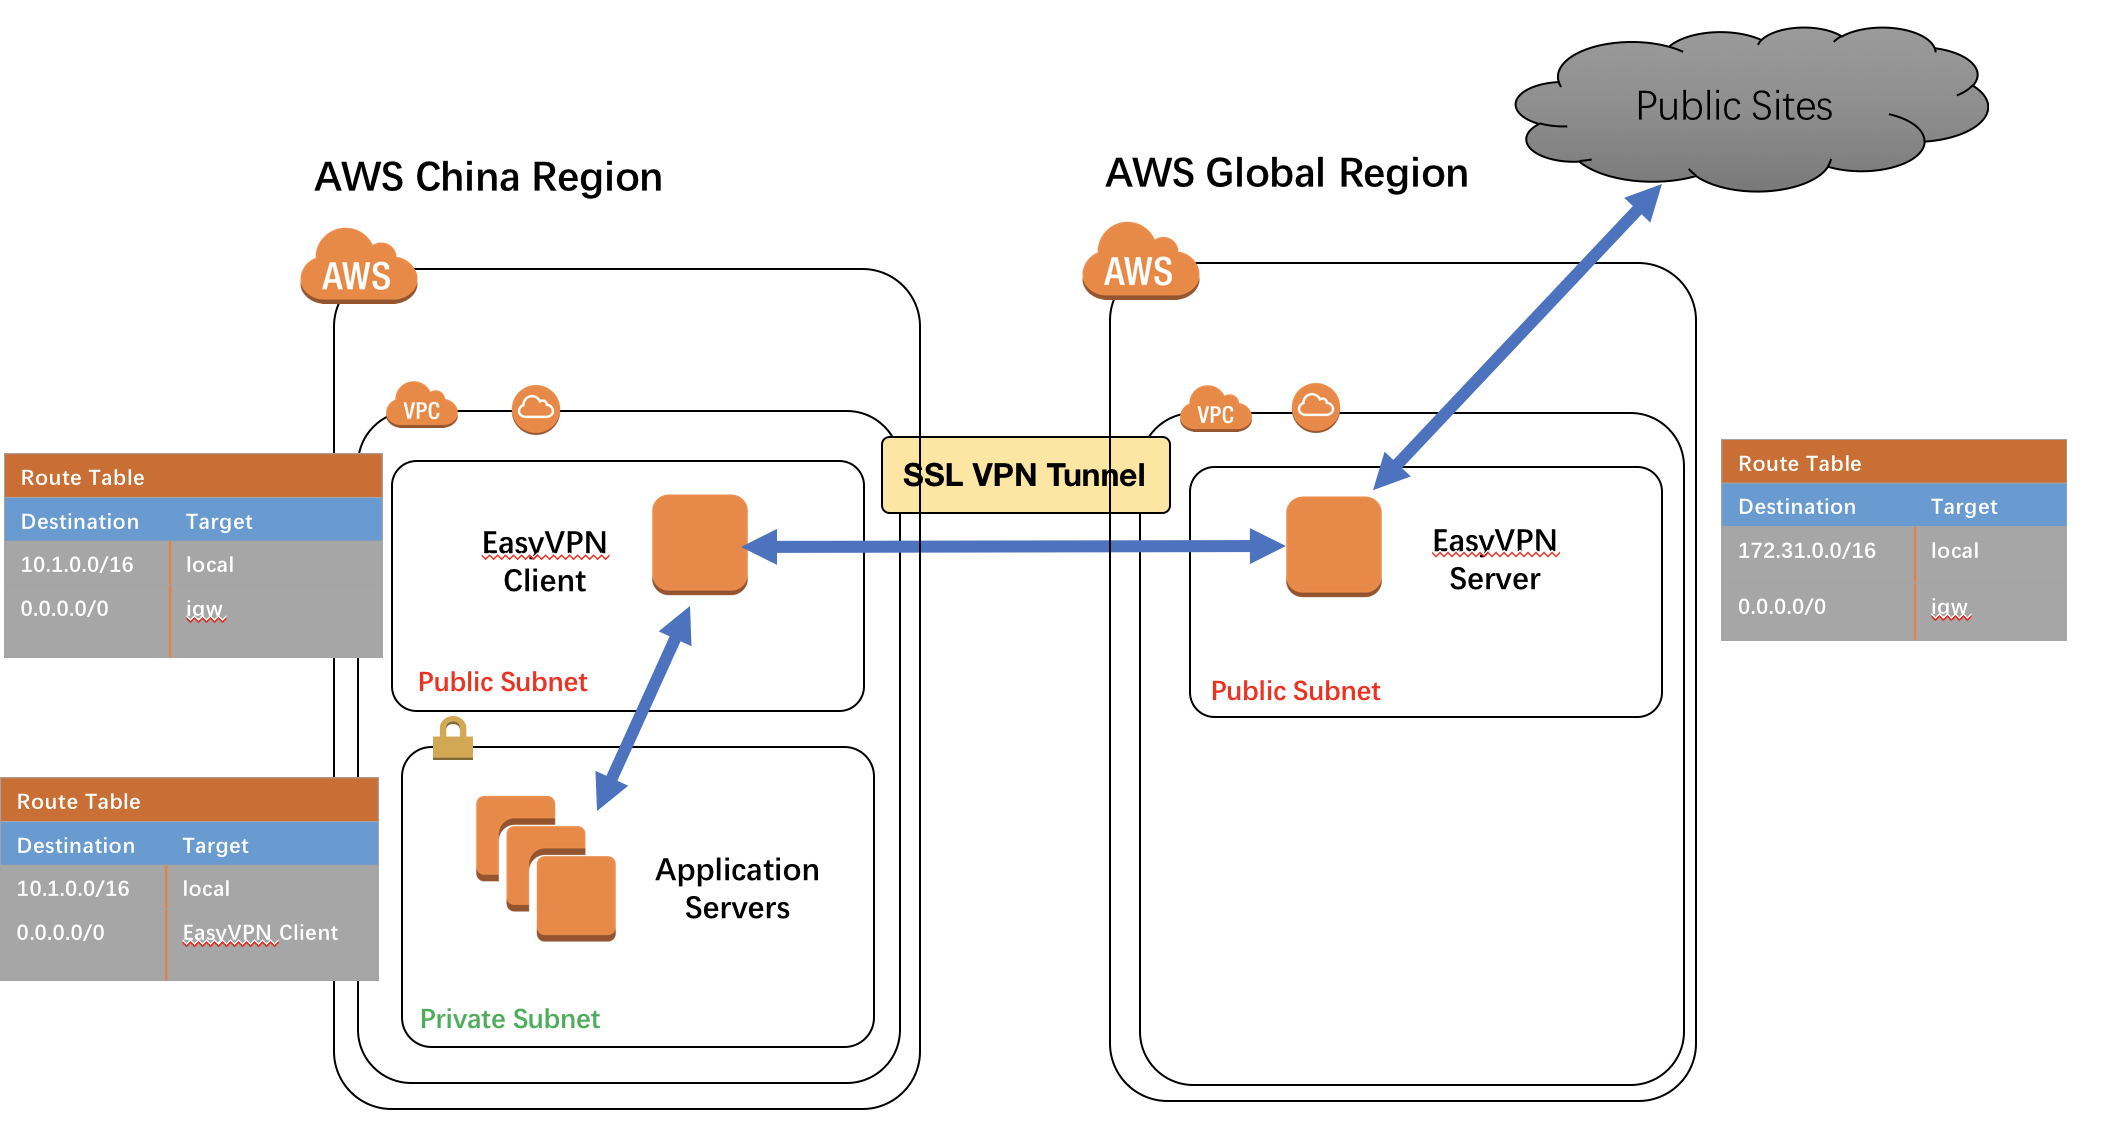 Public Sites
AWS China Region
AWS Global Region
AWS
AWS
VPC
VPC
SSL VPN Tunnel
Route Table
Destination Target
10.1.0.0/16 local
0.0.0.0/0 igw
EasyVPN
Client
Public Subnet
EasyVPN
Server
Public Subnet
Route Table
Destination Target
172.31.0.0/16 local
0.0.0.0/0 igw
Route Table
Destination Target
10.1.0.0/16 local
0.0.0.0/0 EasyVPN Client
Application
Servers
Private Subnet